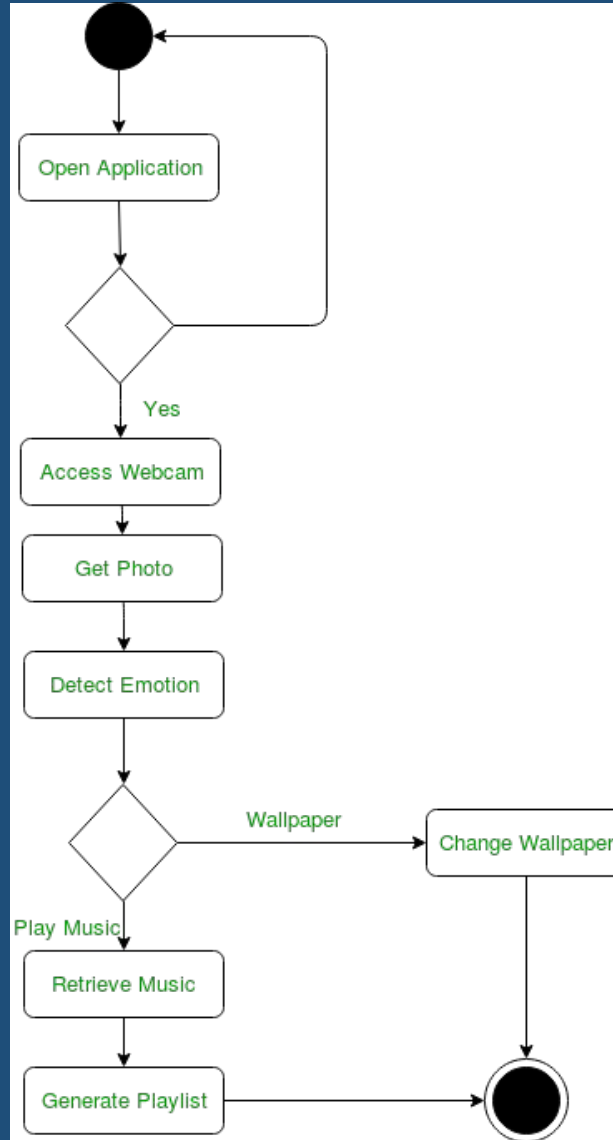 Open Application
Yes
Access Webcam
Get Photo
Detect Emotion
Wallpaper
Change Wallpaper
Play Music
Retrieve Music
Generate Playlist